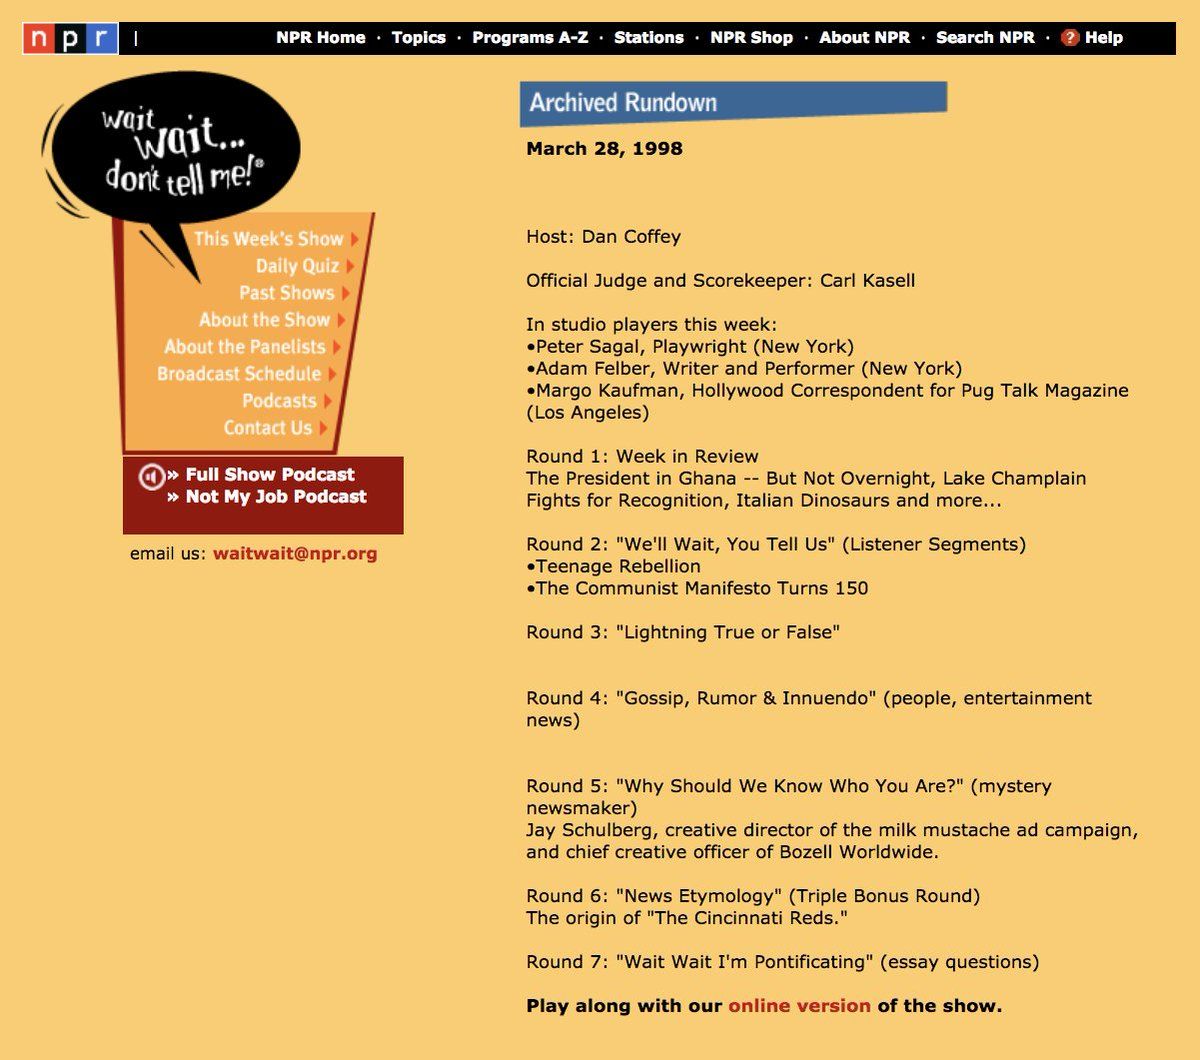 npr | NPR Home · Topics · Programs A-Z · Stations · NPR Shop · About NPR · Search NPR · ? Help
wait
wait...
don't tell me!®
This Week's Show
Daily Quiz
Past Shows
About the Show
About the Panelists
Broadcast Schedule
Podcasts
Contact Us
» Full Show Podcast
» Not My Job Podcast
email us: waitwait@npr.org
Archived Rundown
March 28, 1998
Host: Dan Coffey
Official Judge and Scorekeeper: Carl Kasell
In studio players this week:
•Peter Sagal, Playwright (New York)
•Adam Felber, Writer and Performer (New York)
•Margo Kaufman, Hollywood Correspondent for Pug Talk Magazine
(Los Angeles)
Round 1: Week in Review
The President in Ghana -- But Not Overnight, Lake Champlain
Fights for Recognition, Italian Dinosaurs and more...
Round 2: "We'll Wait, You Tell Us" (Listener Segments)
•Teenage Rebellion
•The Communist Manifesto Turns 150
Round 3: "Lightning True or False"
Round 4: "Gossip, Rumor & Innuendo" (people, entertainment
news)
Round 5: "Why Should We Know Who You Are?" (mystery
newsmaker)
Jay Schulberg, creative director of the milk mustache ad campaign,
and chief creative officer of Bozell Worldwide.
Round 6: "News Etymology" (Triple Bonus Round)
The origin of "The Cincinnati Reds."
Round 7: "Wait Wait I'm Pontificating" (essay questions)
Play along with our online version of the show.